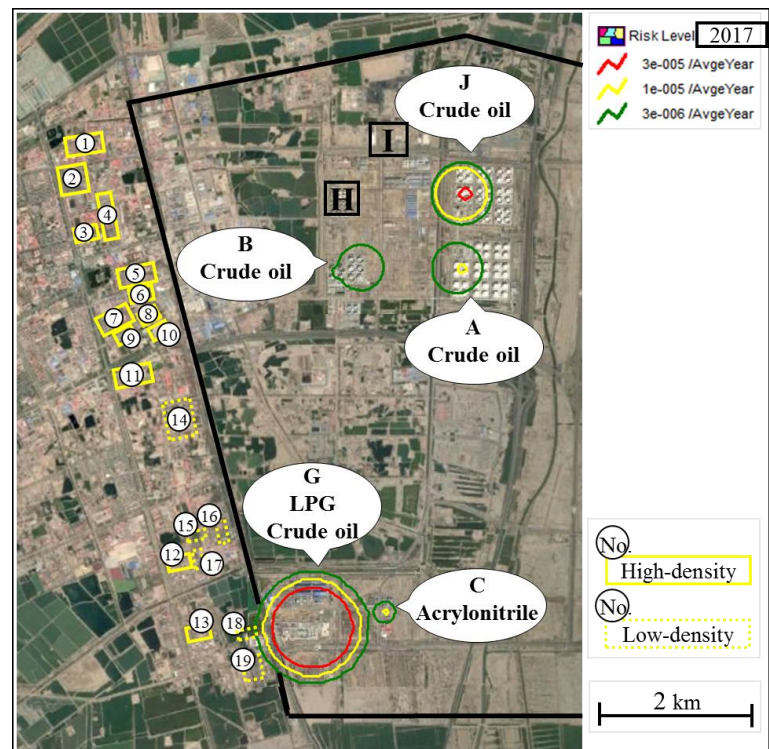 Risk Level 2017
3e-005 /AvgeYear
1e-005 /AvgeYear
3e-006 /AvgeYear
J
Crude oil
I
H
B
Crude oil
A
Crude oil
G
LPG
Crude oil
C
Acrylonitrile
1
2
3
4
5
6
7
8
9
10
11
14
15
16
12
17
13
18
19
No.
High-density
No.
Low-density
2 km